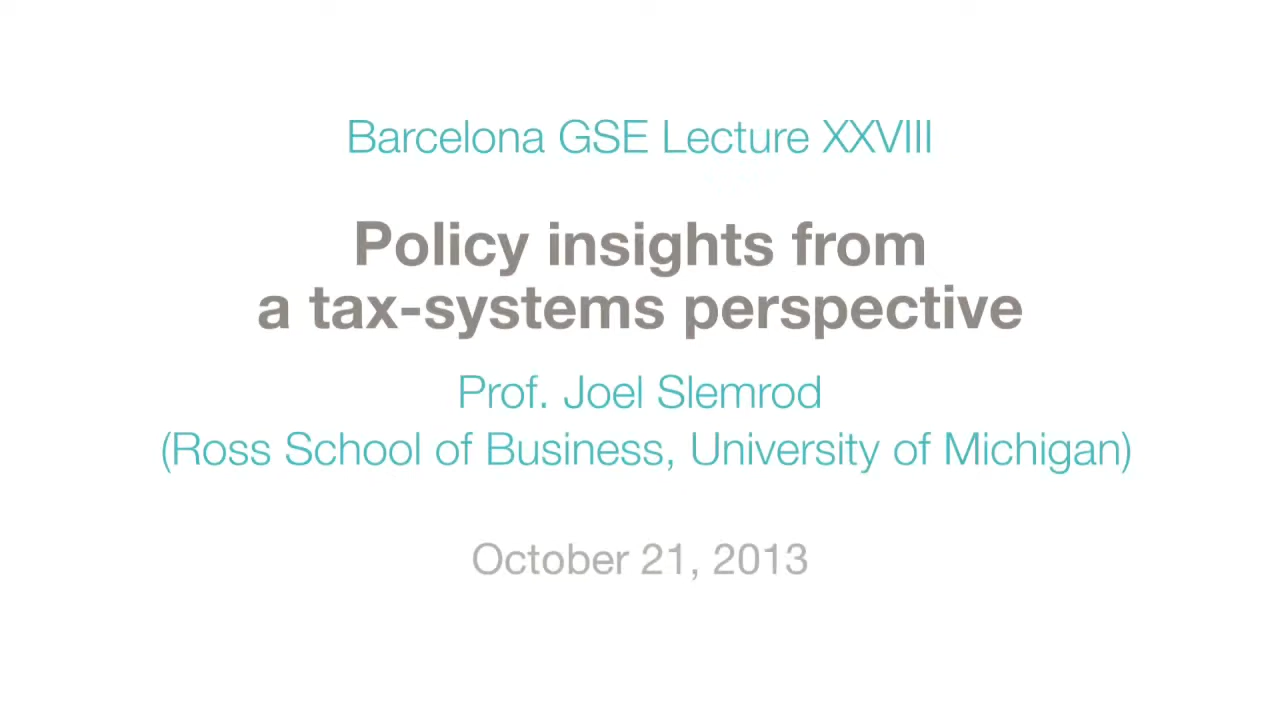 Barcelona GSE Lecture XXVIII
Policy insights from
a tax-systems perspective
Prof. Joel Slemrod
(Ross School of Business, University of Michigan)
October 21, 2013